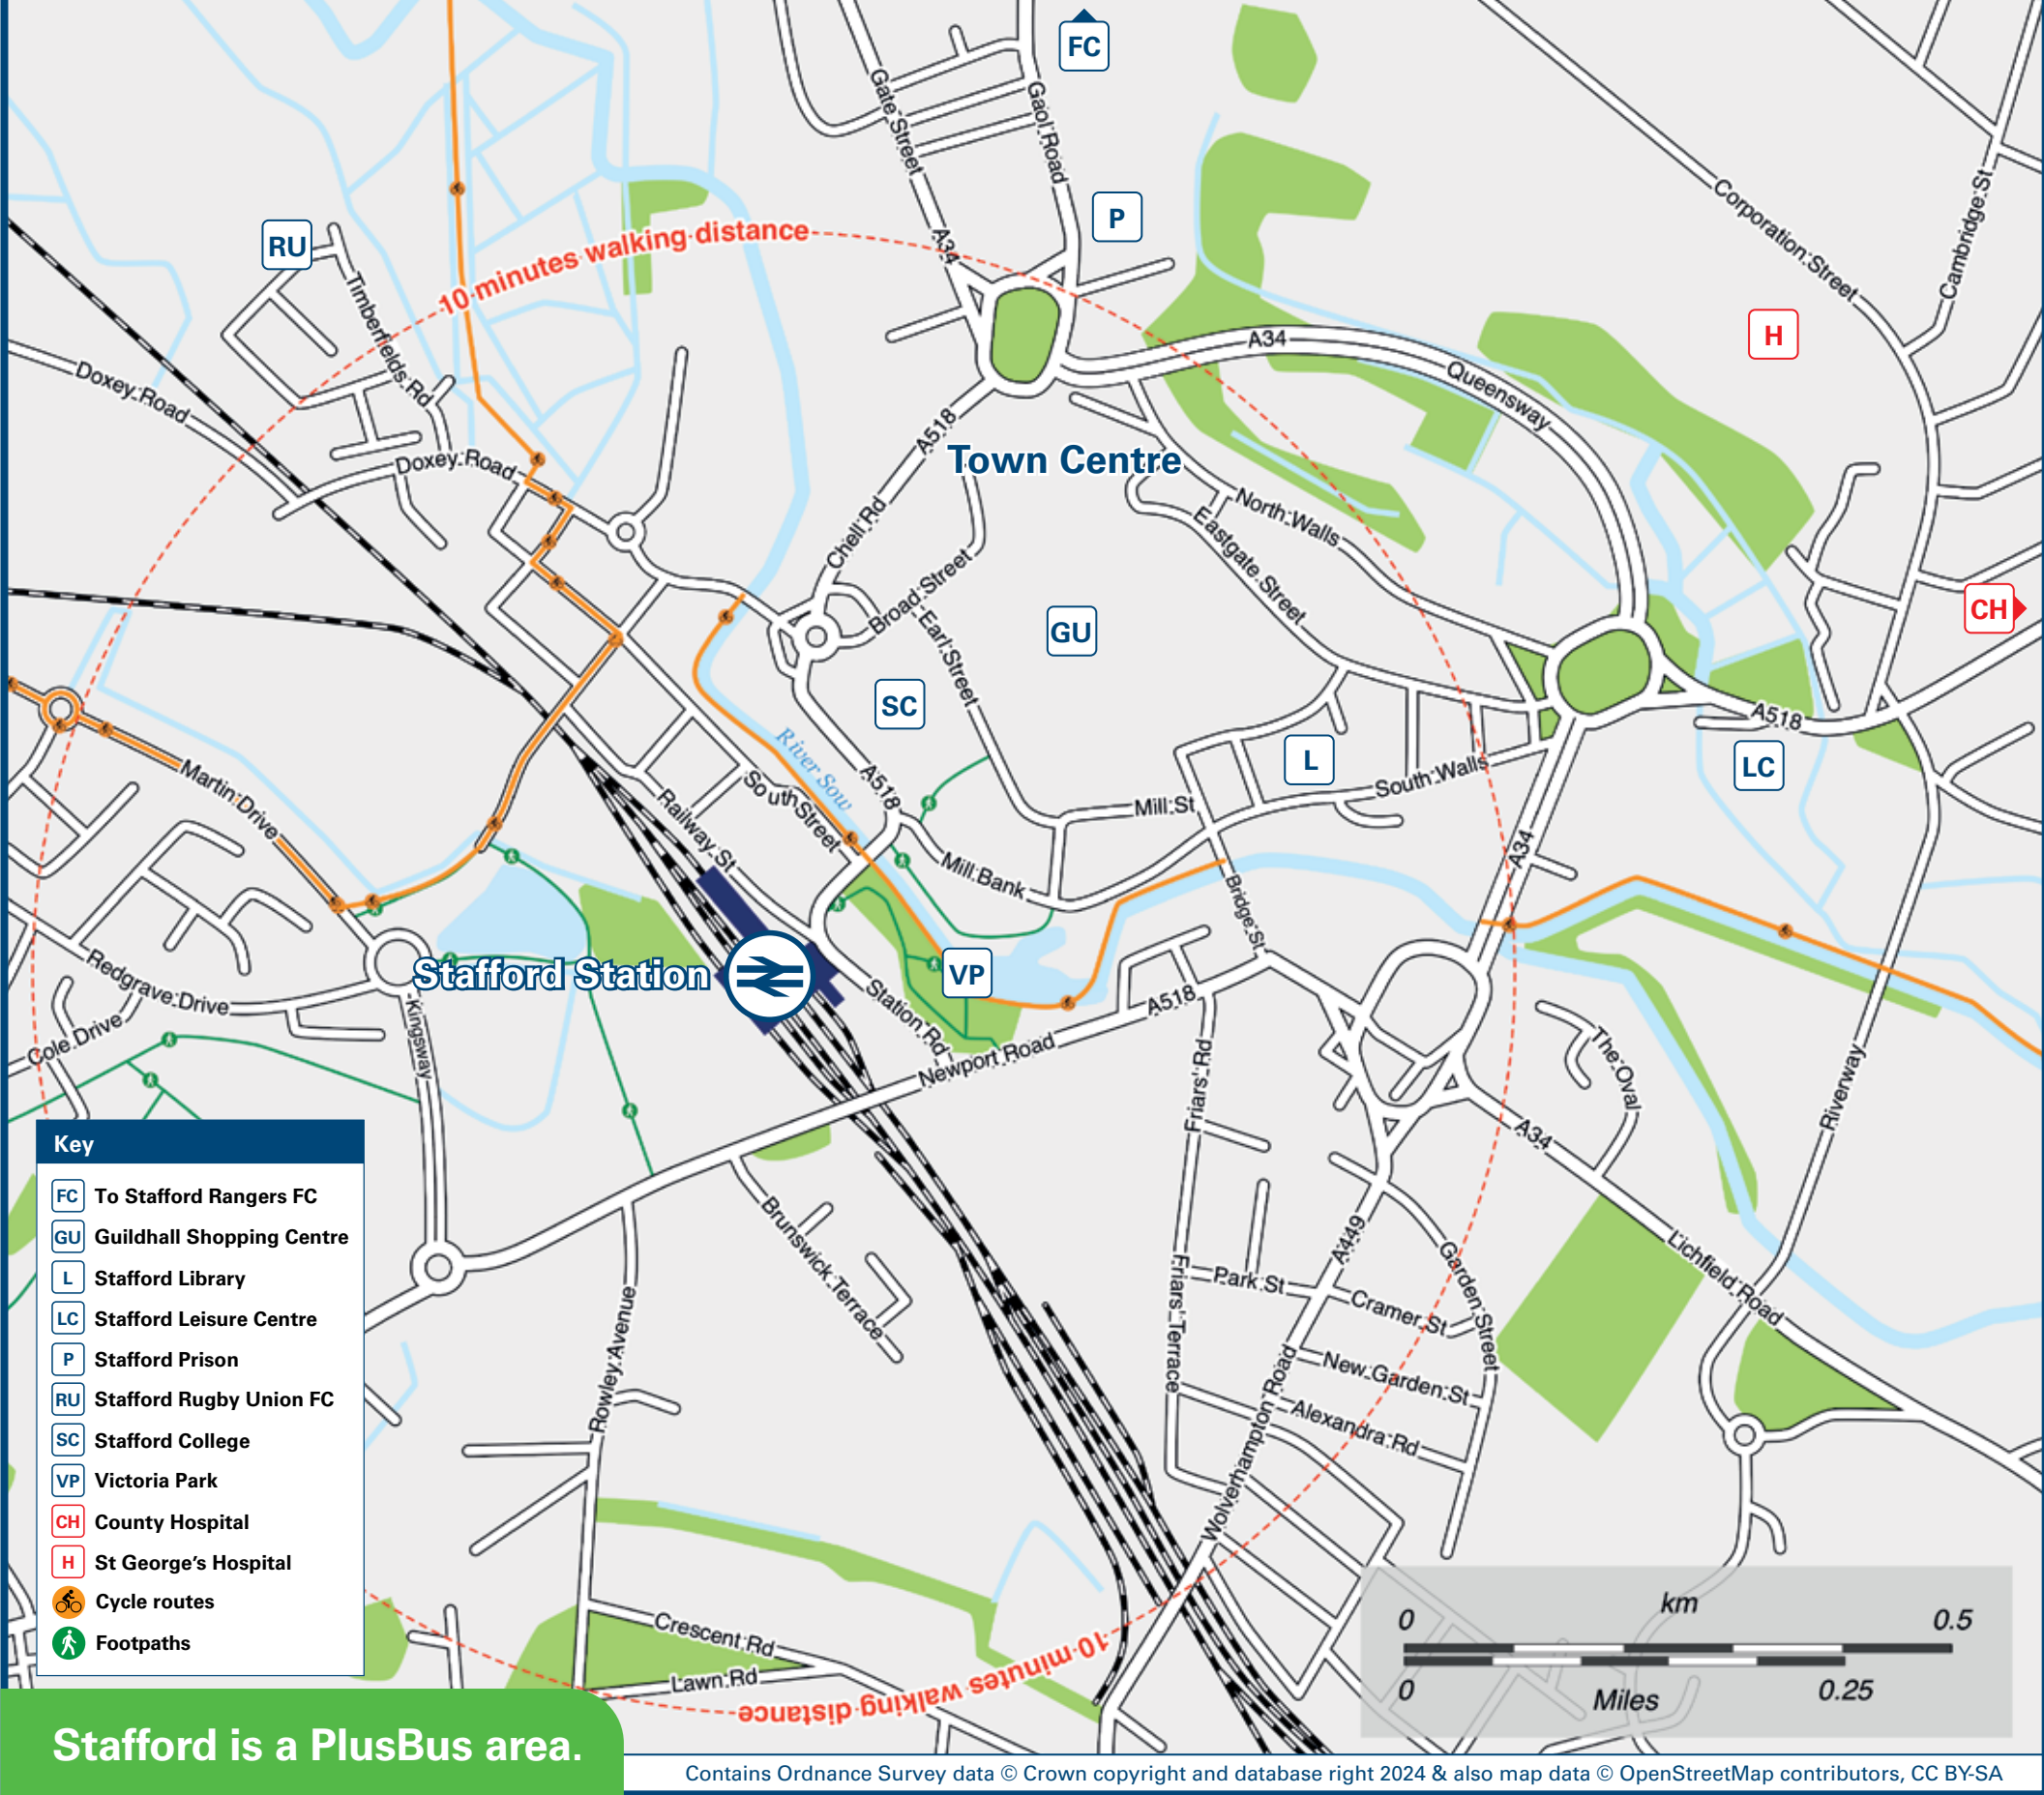 FC
Gate Street
Gaol Road
P
Corporation Street
Cambridge St
RU
10 minutes walking distance
A34
Timberfields Rd
H
A34
Queensway
Doxey Road
A518
Town Centre
Doxey Road
Chell Rd
North Walls
Eastgate Street
Broad Street
Earl Street
GU
CH
SC
River Sow
A518
L
LC
A518
South Walls
Martin Drive
Railway St
South Street
Mill St
Mill Bank
A34
Bridge St
Redgrave Drive
Stafford Station
VP
Station Rd
A518
Cole Drive
Kingsway
Newport Road
Friars' Rd
The Oval
A34
Riverway
Key
FC To Stafford Rangers FC
GU Guildhall Shopping Centre
L Stafford Library
LC Stafford Leisure Centre
P Stafford Prison
RU Stafford Rugby Union FC
SC Stafford College
VP Victoria Park
CH County Hospital
H St George's Hospital
Cycle routes
Footpaths
Brunswick Terrace
A449
Garden Street
Lichfield Road
Friars' Terrace
Park St
Cramer St
Rowley Avenue
New Garden St
Alexandra Rd
Wolverhampton Road
Crescent Rd
Lawn Rd
10 minutes walking distance
km
0 0.5
0 Miles 0.25
Stafford is a PlusBus area.
Contains Ordnance Survey data © Crown copyright and database right 2024 & also map data © OpenStreetMap contributors, CC BY-SA